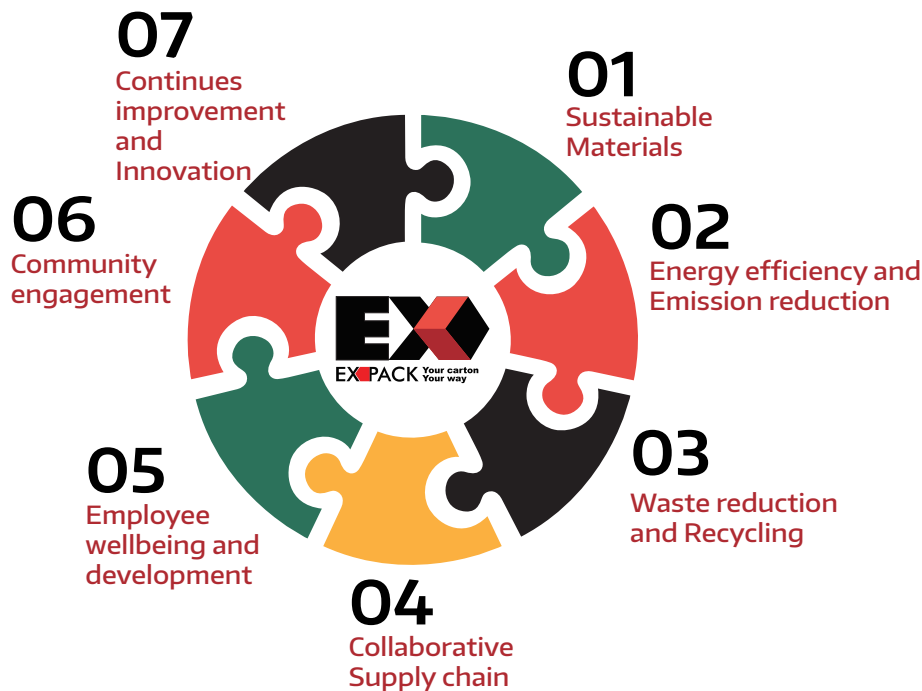 01
Sustainable
Materials
02
Energy efficiency and
Emission reduction
03
Waste reduction
and Recycling
04
Collaborative
Supply chain
05
Employee
wellbeing and
development
06
Community
engagement
07
Continues
improvement
and
Innovation
EX
EXPACK
Your carton
Your way